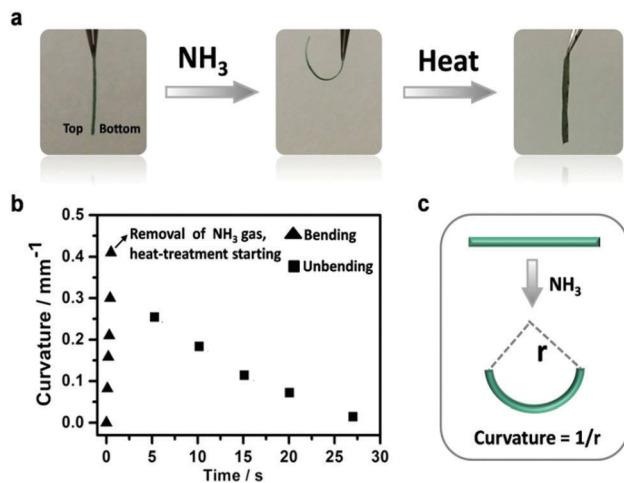 a
NH₃
Heat
Top Bottom
b
Curvature / mm⁻¹
0.5
0.4
0.3
0.2
0.1
0.0
Removal of NH₃ gas,
heat-treatment starting
▲ Bending
■ Unbending
0 5 10 15 20 25 30
Time / s
c
NH₃
r
Curvature = 1/r